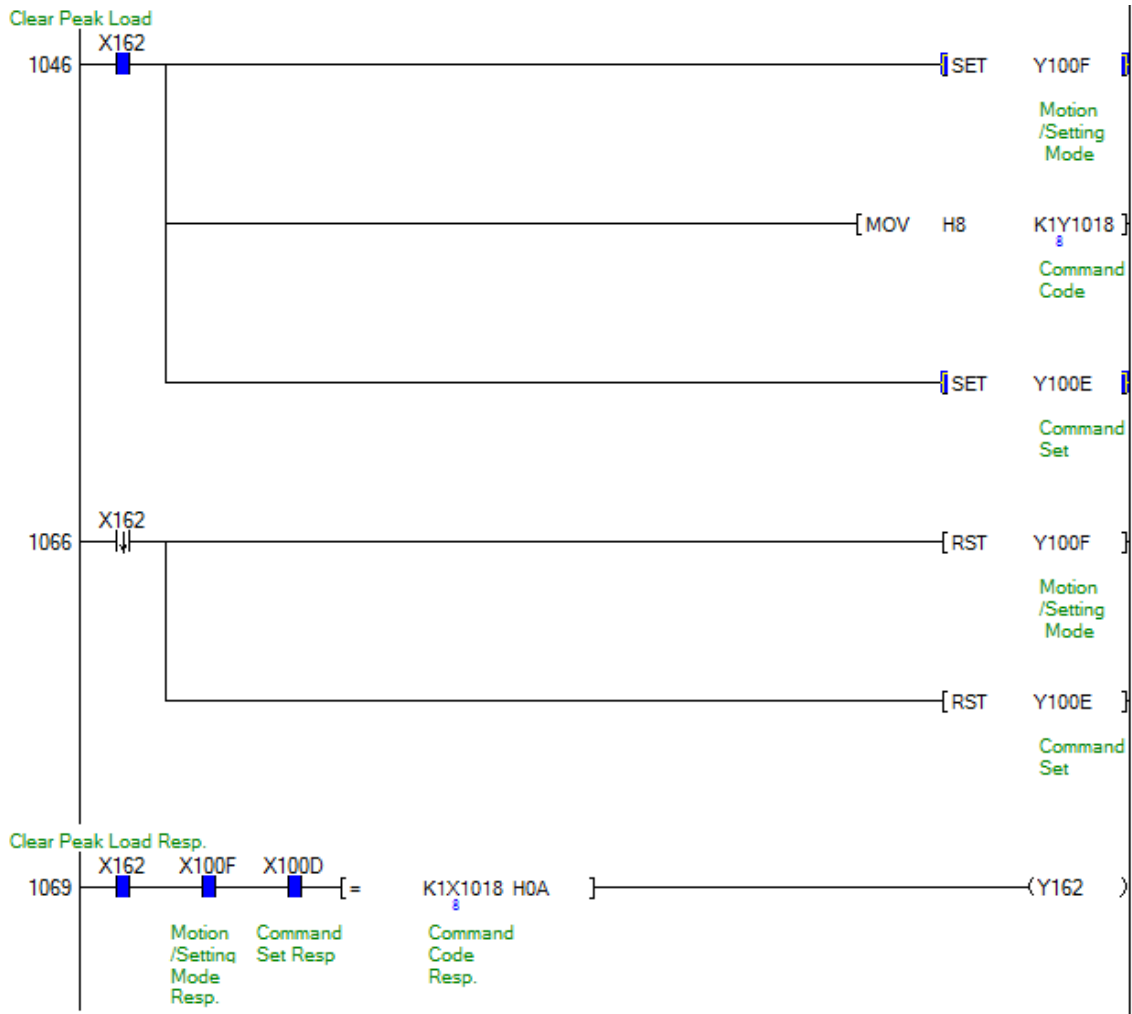 Clear Peak Load
X162
1046
SET Y100F
Motion
/Setting
Mode
[ MOV H8 K1Y1018 ]
8
Command
Code
SET Y100E
Command
Set
X162
1066
[ RST Y100F ]
Motion
/Setting
Mode
[ RST Y100E ]
Command
Set
Clear Peak Load Resp.
X162 X100F X100D
1069
[ = K1X1018 H0A ]
(Y162 )
8
Motion
/Setting
Mode
Resp.
Command
Set Resp
Command
Code
Resp.